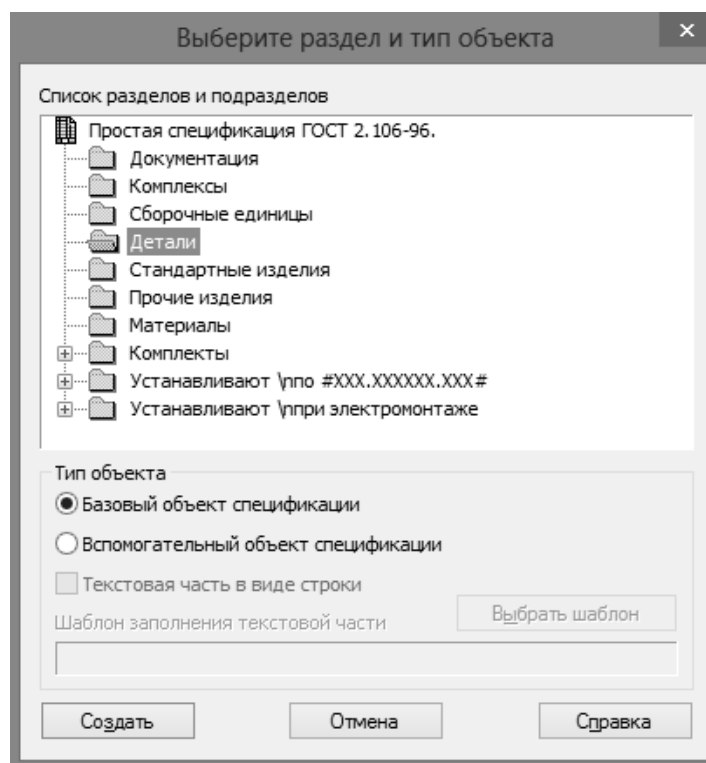 Выберите раздел и тип объекта
Список разделов и подразделов
Простая спецификация ГОСТ 2.106-96.
Документация
Комплексы
Сборочные единицы
Детали
Стандартные изделия
Прочие изделия
Материалы
Комплекты
Устанавливают \nпо #XXX.XXXXXX.XXX#
Устанавливают \nпри электромонтаже
Тип объекта
Базовый объект спецификации
Вспомогательный объект спецификации
Текстовая часть в виде строки
Шаблон заполнения текстовой части Выбрать шаблон
Создать Отмена Справка